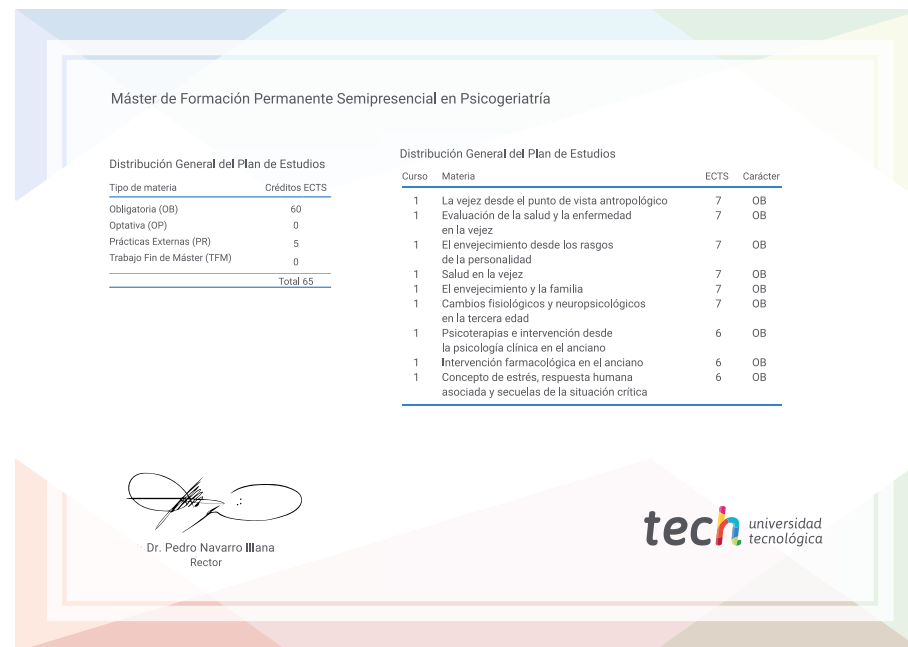 Máster de Formación Permanente Semipresencial en Psicogeriatría
Distribución General del Plan de Estudios
Tipo de materia Créditos ECTS
Obligatoria (OB) 60
Optativa (OP) 0
Prácticas Externas (PR) 5
Trabajo Fin de Máster (TFM) 0
Total 65
Distribución General del Plan de Estudios
Curso Materia ECTS Carácter
1 La vejez desde el punto de vista antropológico 7 OB
1 Evaluación de la salud y la enfermedad 7 OB
en la vejez
1 El envejecimiento desde los rasgos 7 OB
de la personalidad
1 Salud en la vejez 7 OB
1 El envejecimiento y la familia 7 OB
1 Cambios fisiológicos y neuropsicológicos 7 OB
en la tercera edad
1 Psicoterapias e intervención desde 6 OB
la psicología clínica en el anciano
1 Intervención farmacológica en el anciano 6 OB
1 Concepto de estrés, respuesta humana 6 OB
asociada y secuelas de la situación crítica
Dr. Pedro Navarro Illana
Rector
tech universidad
tecnológica